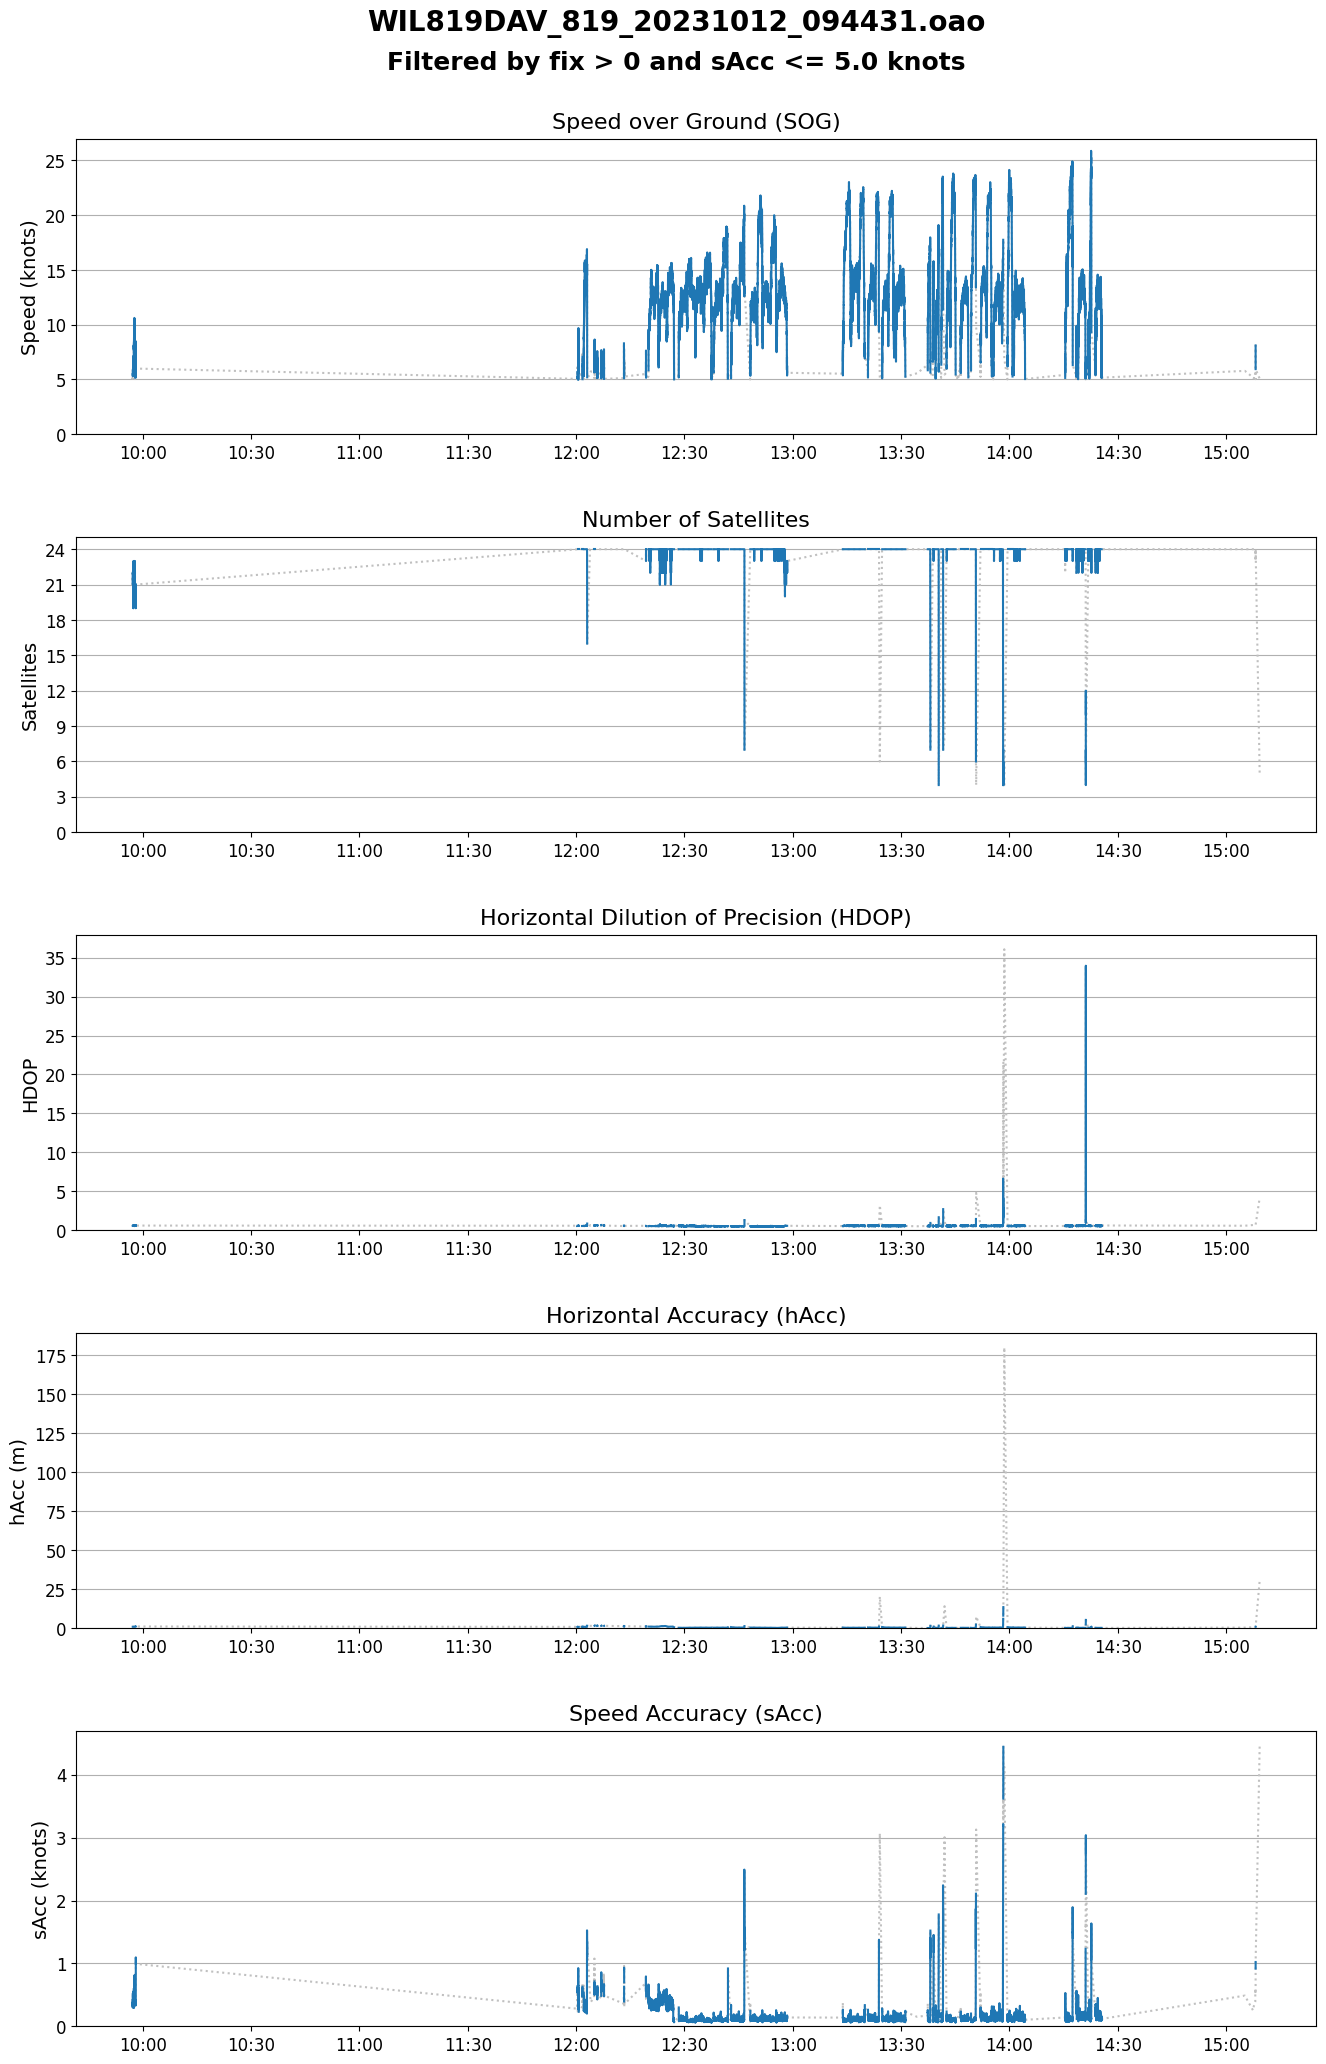 WIL819DAV_819_20231012_094431.oao
Filtered by fix > 0 and sAcc <= 5.0 knots
Speed over Ground (SOG)
Speed (knots)
25
20
15
10
5
0
10:00 10:30 11:00 11:30 12:00 12:30 13:00 13:30 14:00 14:30 15:00
Number of Satellites
Satellites
24
21
18
15
12
9
6
3
0
10:00 10:30 11:00 11:30 12:00 12:30 13:00 13:30 14:00 14:30 15:00
Horizontal Dilution of Precision (HDOP)
HDOP
35
30
25
20
15
10
5
0
10:00 10:30 11:00 11:30 12:00 12:30 13:00 13:30 14:00 14:30 15:00
Horizontal Accuracy (hAcc)
hAcc (m)
175
150
125
100
75
50
25
0
10:00 10:30 11:00 11:30 12:00 12:30 13:00 13:30 14:00 14:30 15:00
Speed Accuracy (sAcc)
sAcc (knots)
4
3
2
1
0
10:00 10:30 11:00 11:30 12:00 12:30 13:00 13:30 14:00 14:30 15:00